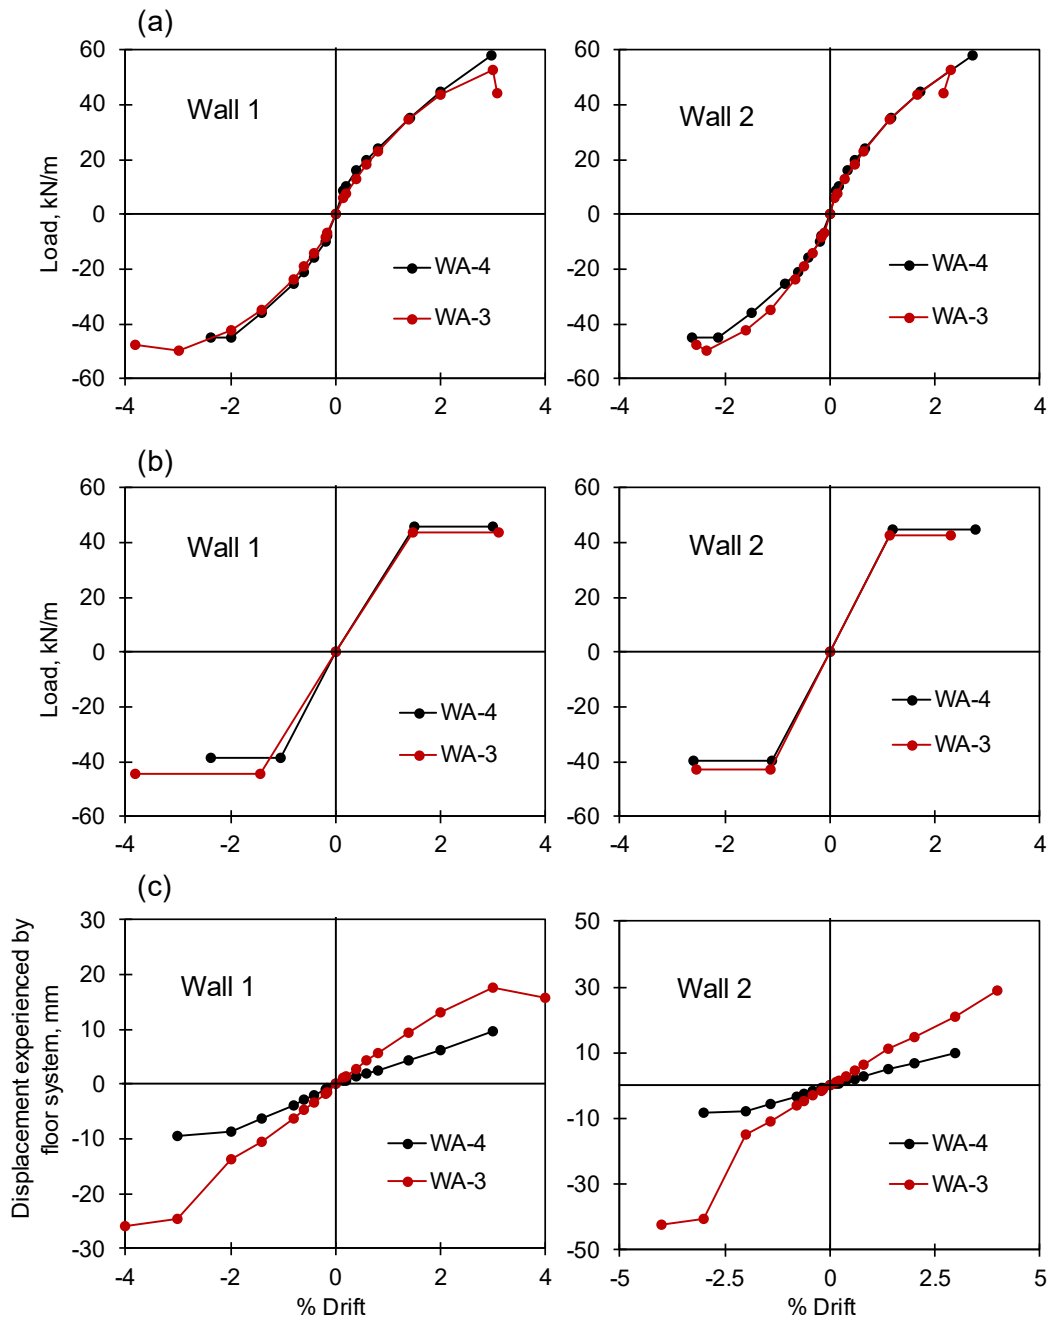 (a)
60
40
20
0
-20
-40
-60
-4 -2 0 2 4
Load, kN/m
Wall 1
WA-4
WA-3
60
40
20
0
-20
-40
-60
-4 -2 0 2 4
Wall 2
WA-4
WA-3
(b)
60
40
20
0
-20
-40
-60
-4 -2 0 2 4
Load, kN/m
Wall 1
WA-4
WA-3
60
40
20
0
-20
-40
-60
-4 -2 0 2 4
Wall 2
WA-4
WA-3
(c)
30
20
10
0
-10
-20
-30
-4 -2 0 2 4
Displacement experienced by
floor system, mm
% Drift
Wall 1
WA-4
WA-3
50
30
10
-10
-30
-50
-5 -2.5 0 2.5 5
% Drift
Wall 2
WA-4
WA-3